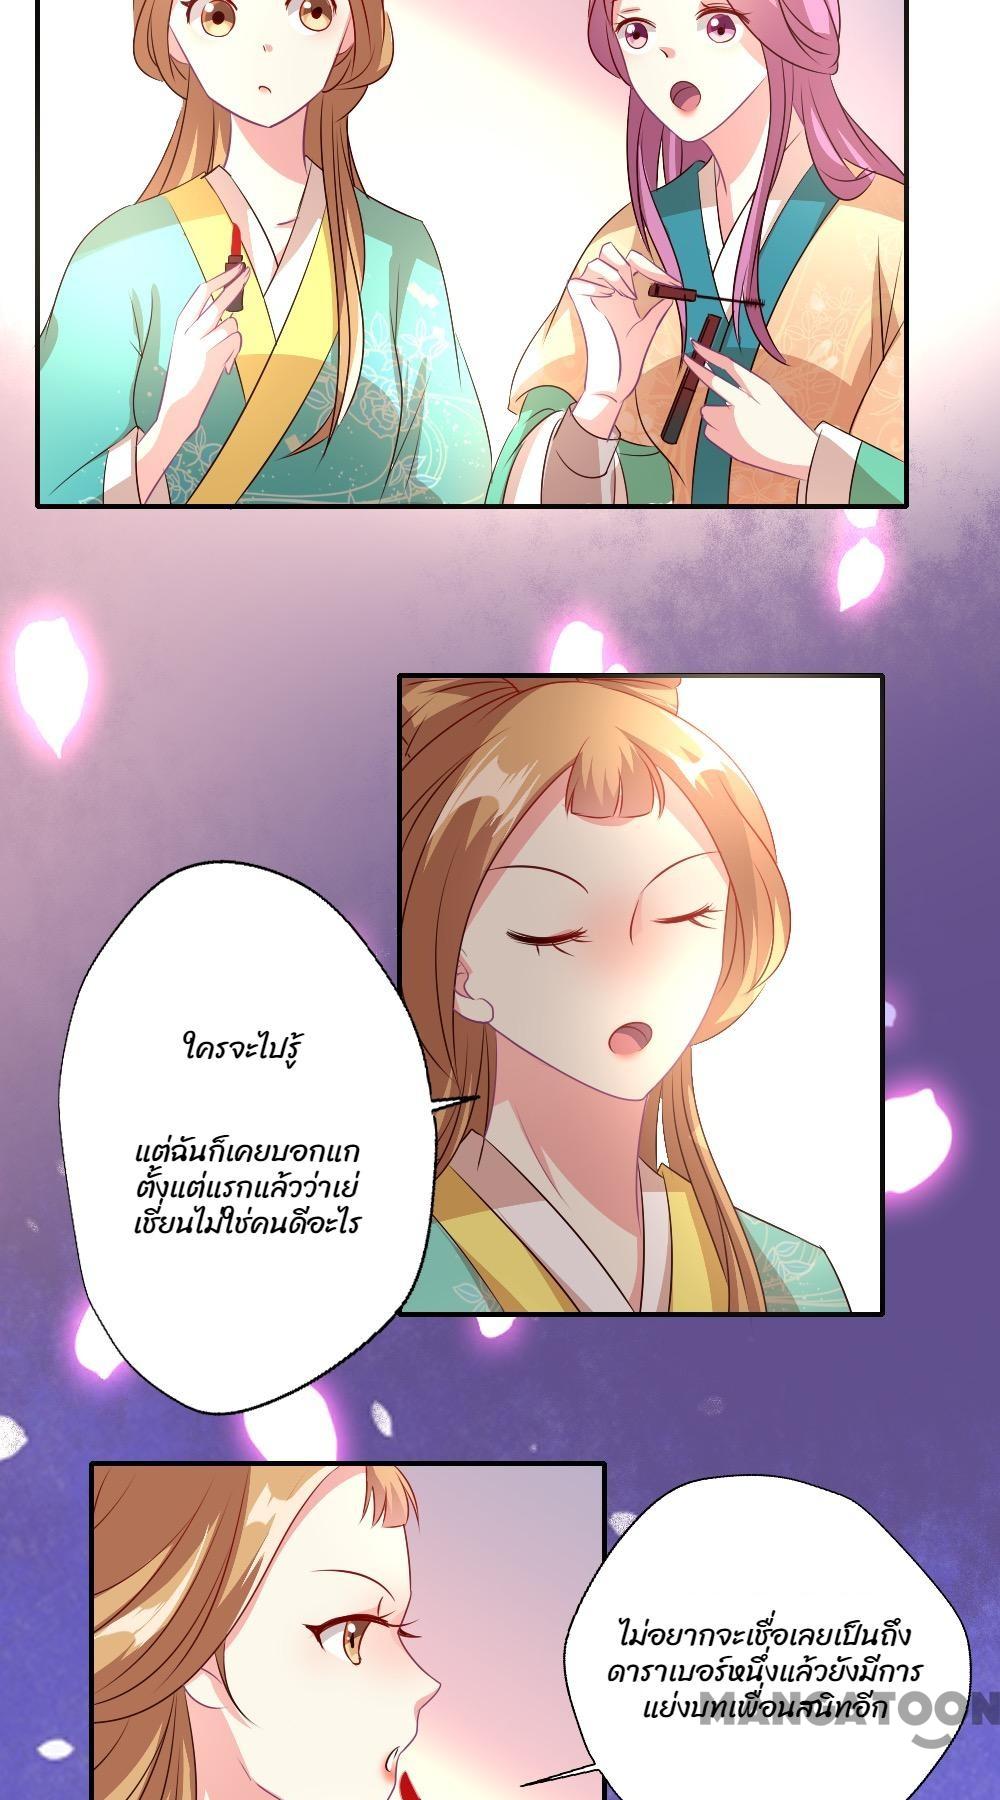 ใครจะไปรู้
แต่ฉันก็เคยบอกแก
ตั้งแต่แรกแล้วว่าเย่
เชี่ยนไม่ใช่คนดีอะไร
ไม่อยากจะเชื่อเลยเป็นถึง
ดาราเบอร์หนึ่งแล้วยังมีการ
แย่งบทเพื่อนสนิทอีก
MANGATOON